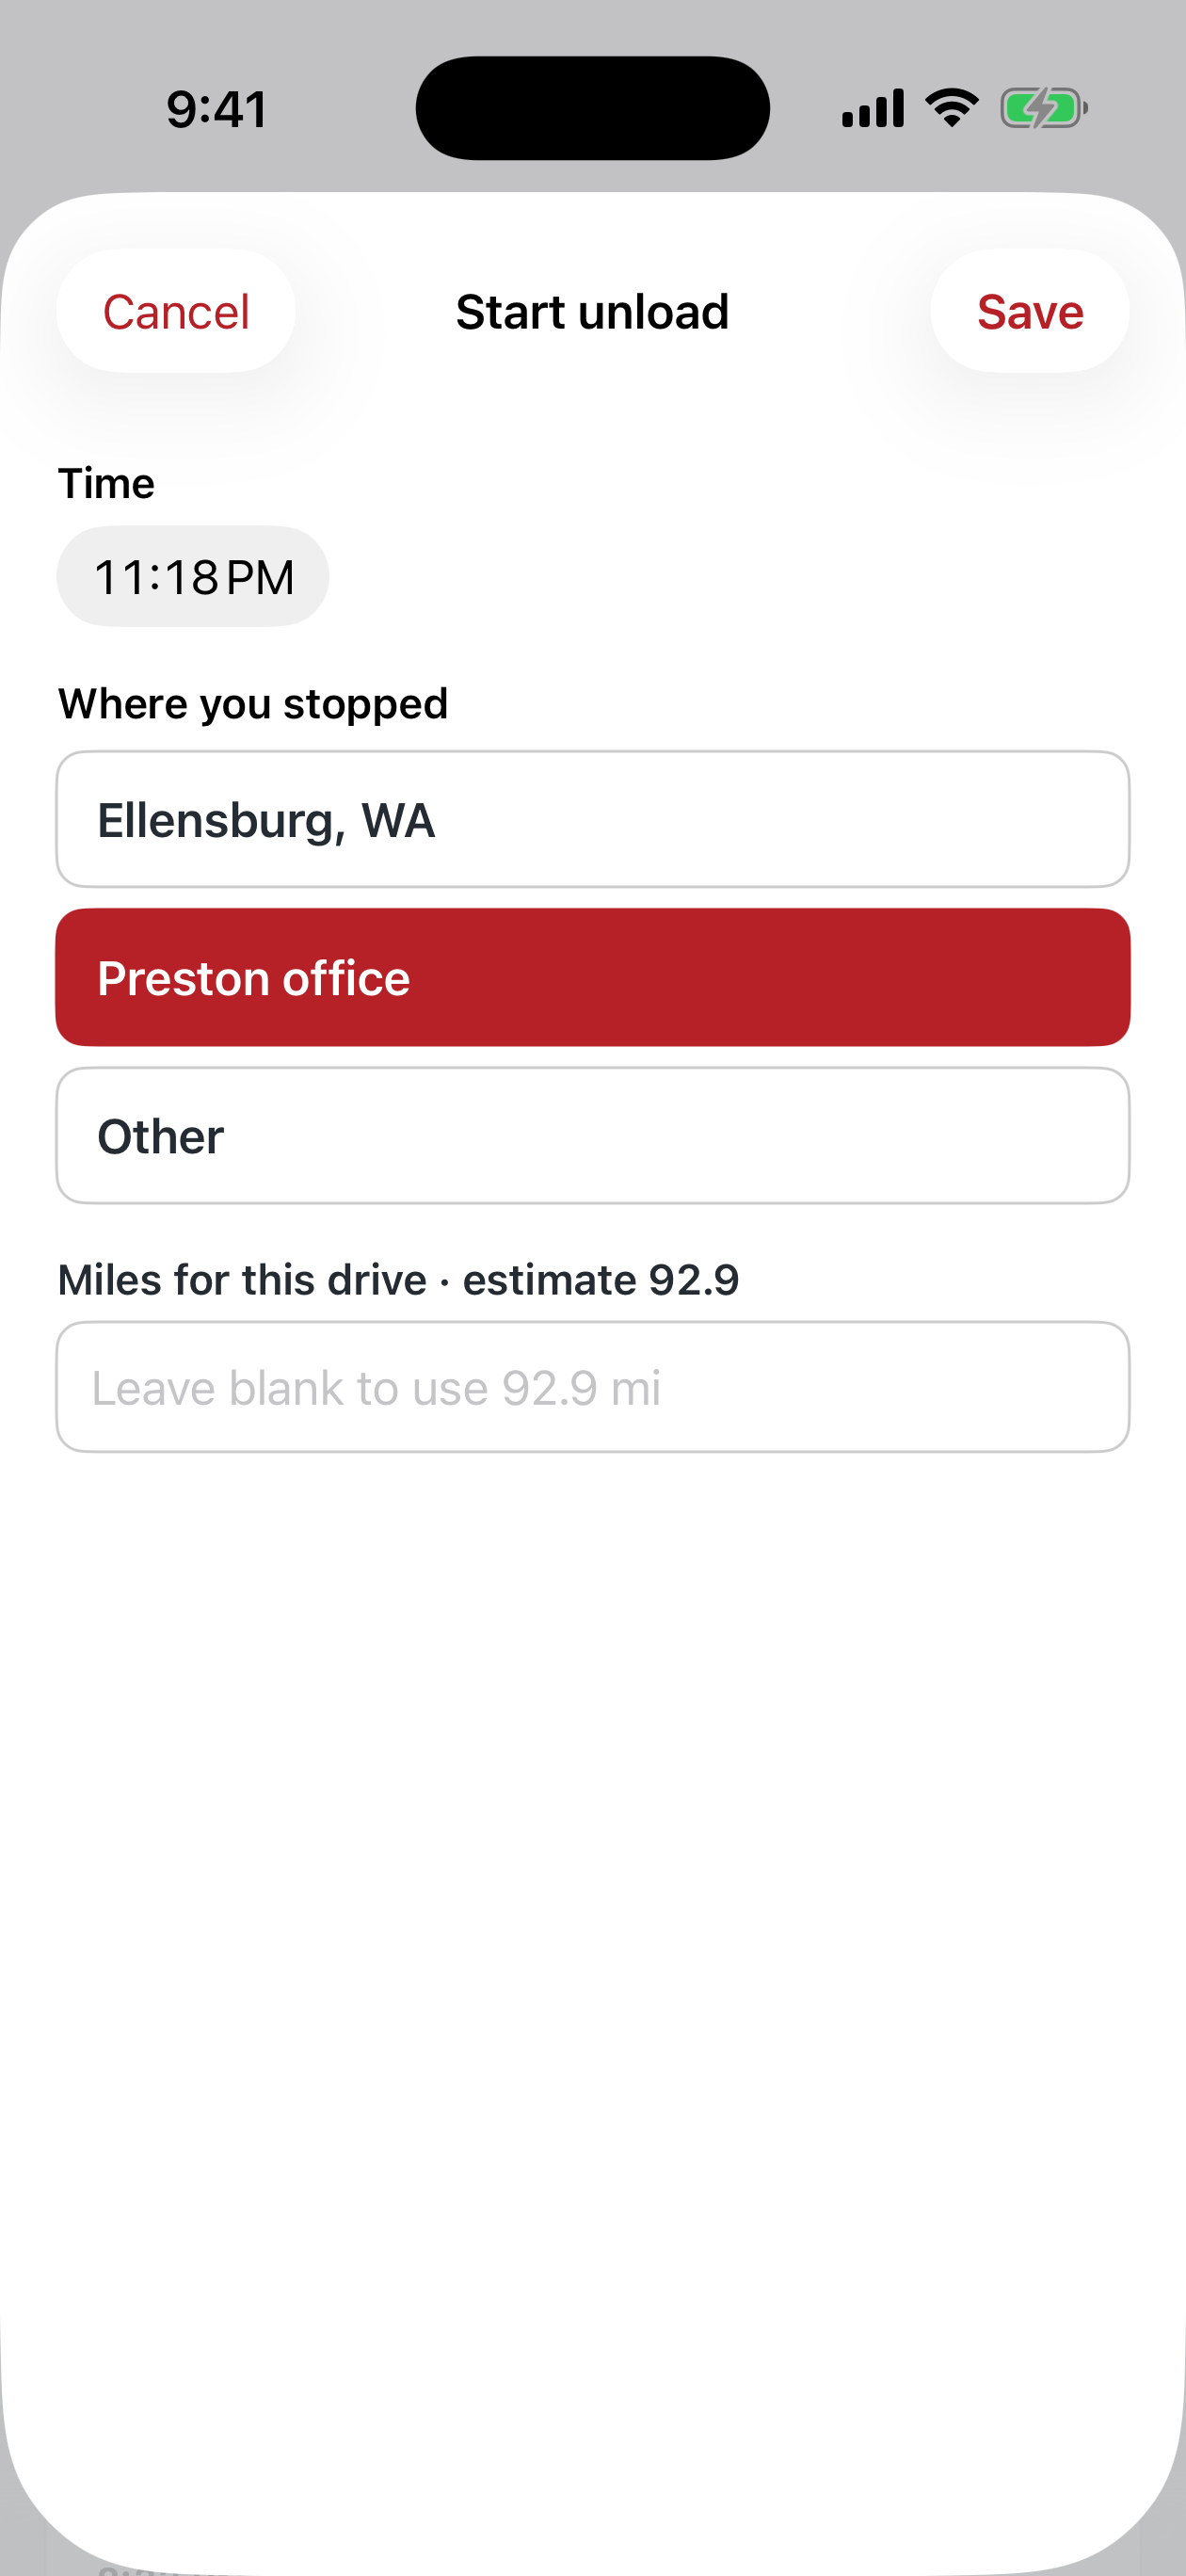 9:41
Cancel
Start unload
Save
Time
11:18 PM
Where you stopped
Ellensburg, WA
Preston office
Other
Miles for this drive · estimate 92.9
Leave blank to use 92.9 mi